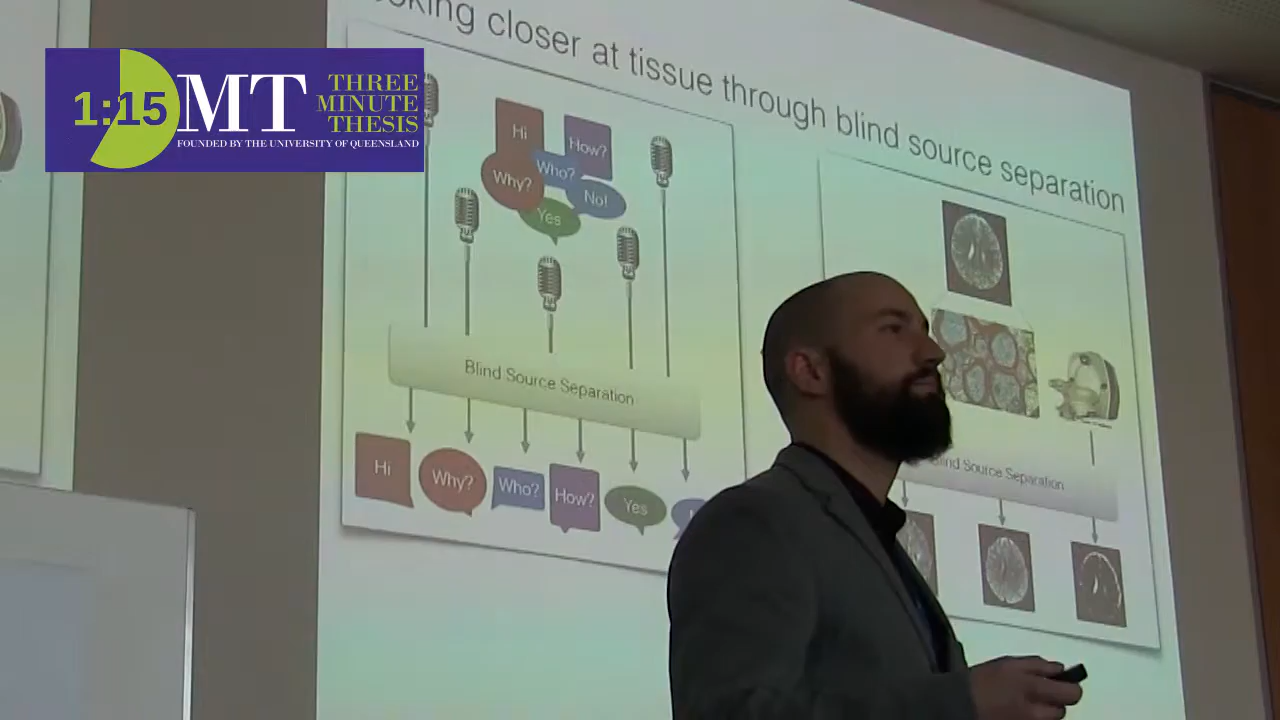 1:15
MT
THREE
MINUTE
THESIS
FOUNDED BY THE UNIVERSITY OF QUEENSLAND
closer at tissue through blind source separation
Hi
How?
Who?
Why?
No!
Yes
Blind Source Separation
Hi
Why?
Who?
How?
Yes
Blind Source Separation